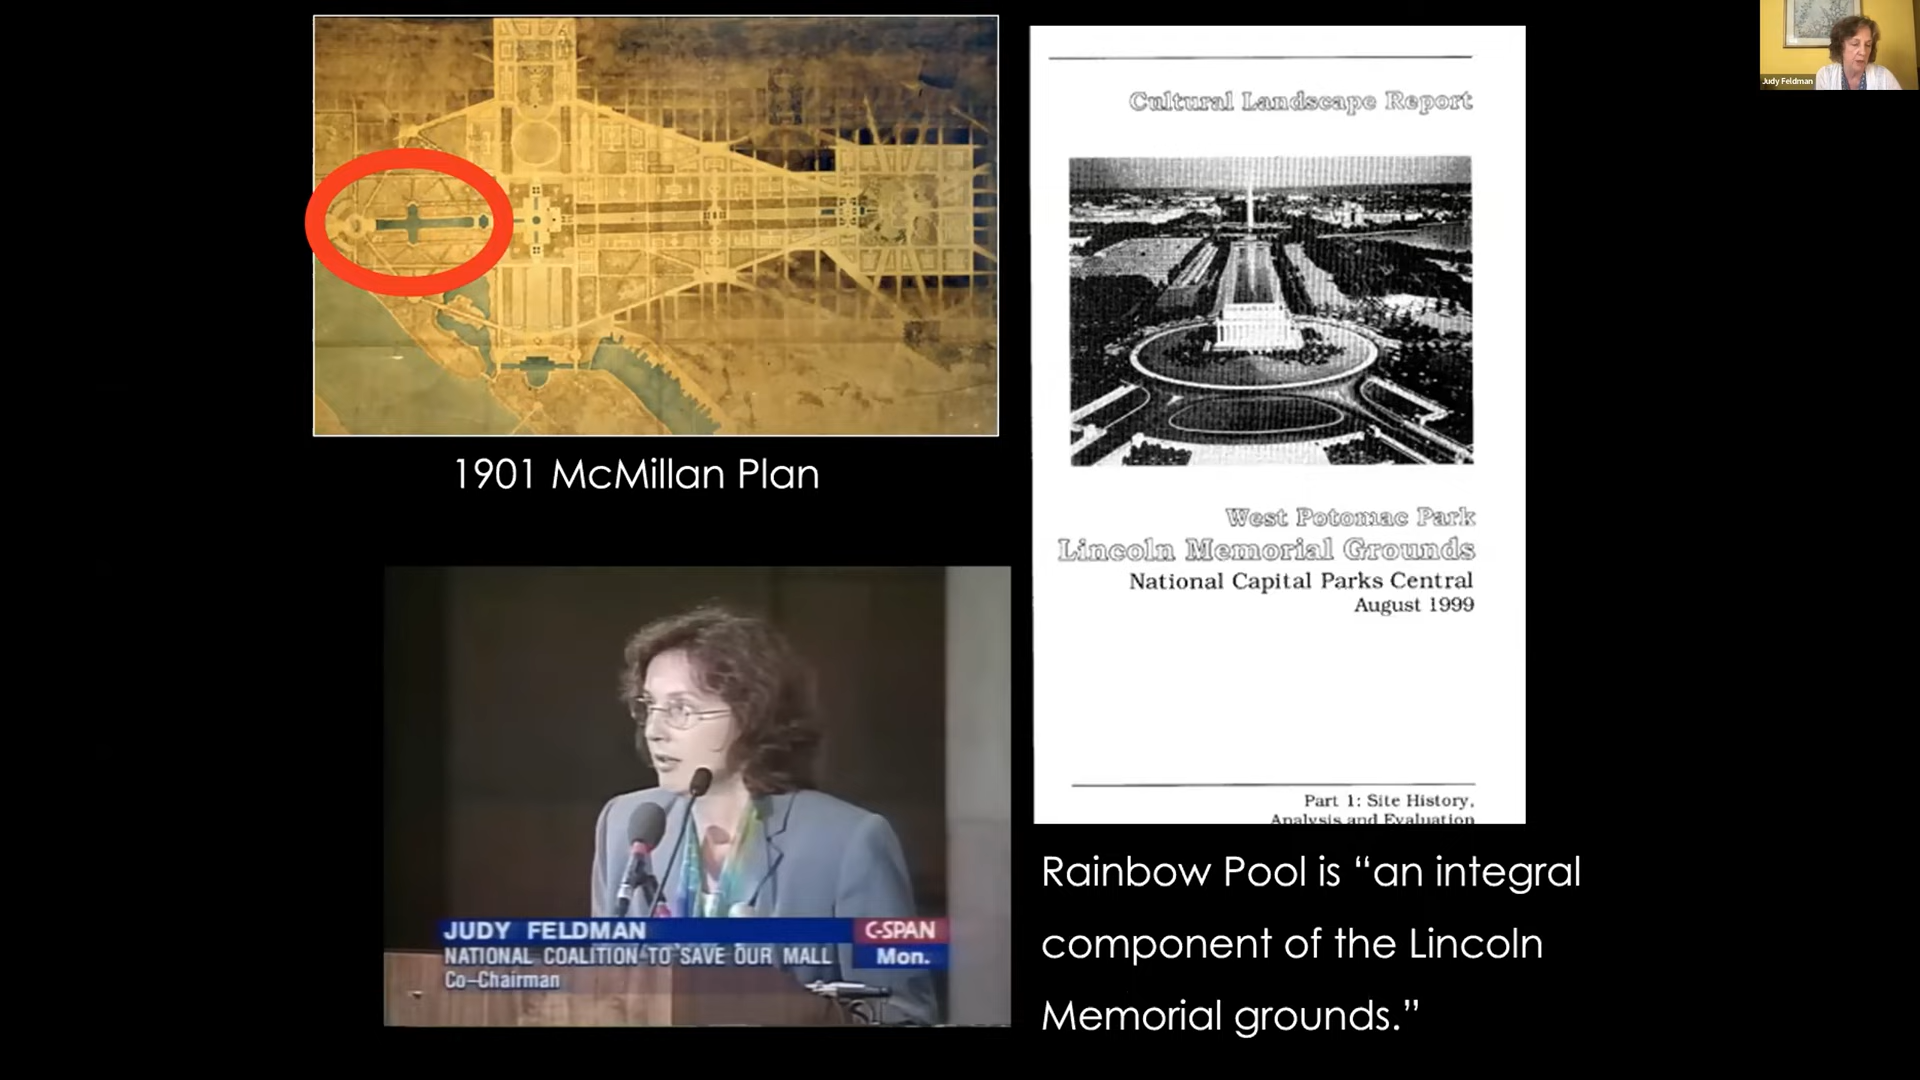 Judy Feldman
1901 McMillan Plan
JUDY FELDMAN
C-SPAN
NATIONAL COALITION TO SAVE OUR MALL
Mon.
Co-Chairman
Cultural Landscape Report
West Potomac Park
Lincoln Memorial Grounds
National Capital Parks Central
August 1999
Part 1: Site History,
Analysis and Evaluation
Rainbow Pool is “an integral
component of the Lincoln
Memorial grounds.”